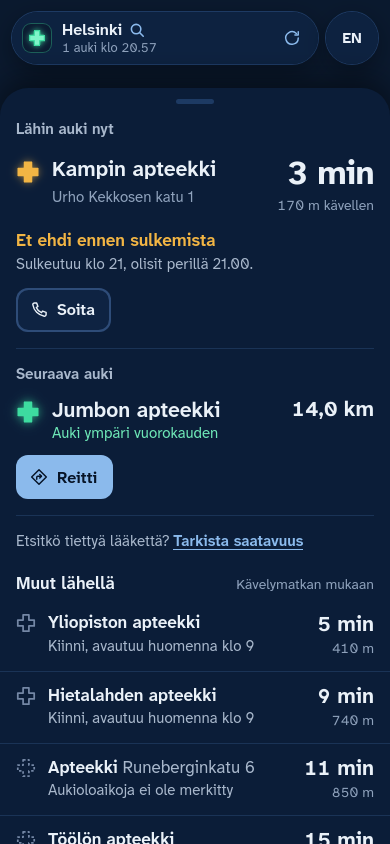 Helsinki
1 auki klo 20.57
EN
Lähin auki nyt
Kampin apteekki
3 min
Urho Kekkosen katu 1
170 m kävellen
Et ehdi ennen sulkemista
Sulkeutuu klo 21, olisit perillä 21.00.
Soita
Seuraava auki
Jumbon apteekki
14,0 km
Auki ympäri vuorokauden
Reitti
Etsitkö tiettyä lääkettä? Tarkista saatavuus
Muut lähellä
Kävelymatkan mukaan
Yliopiston apteekki
5 min
Kiinni, avautuu huomenna klo 9
410 m
Hietalahden apteekki
9 min
Kiinni, avautuu huomenna klo 9
740 m
Apteekki Runeberginkatu 6
11 min
Aukioloaikoja ei ole merkitty
850 m
Töölön apteekki
15 min